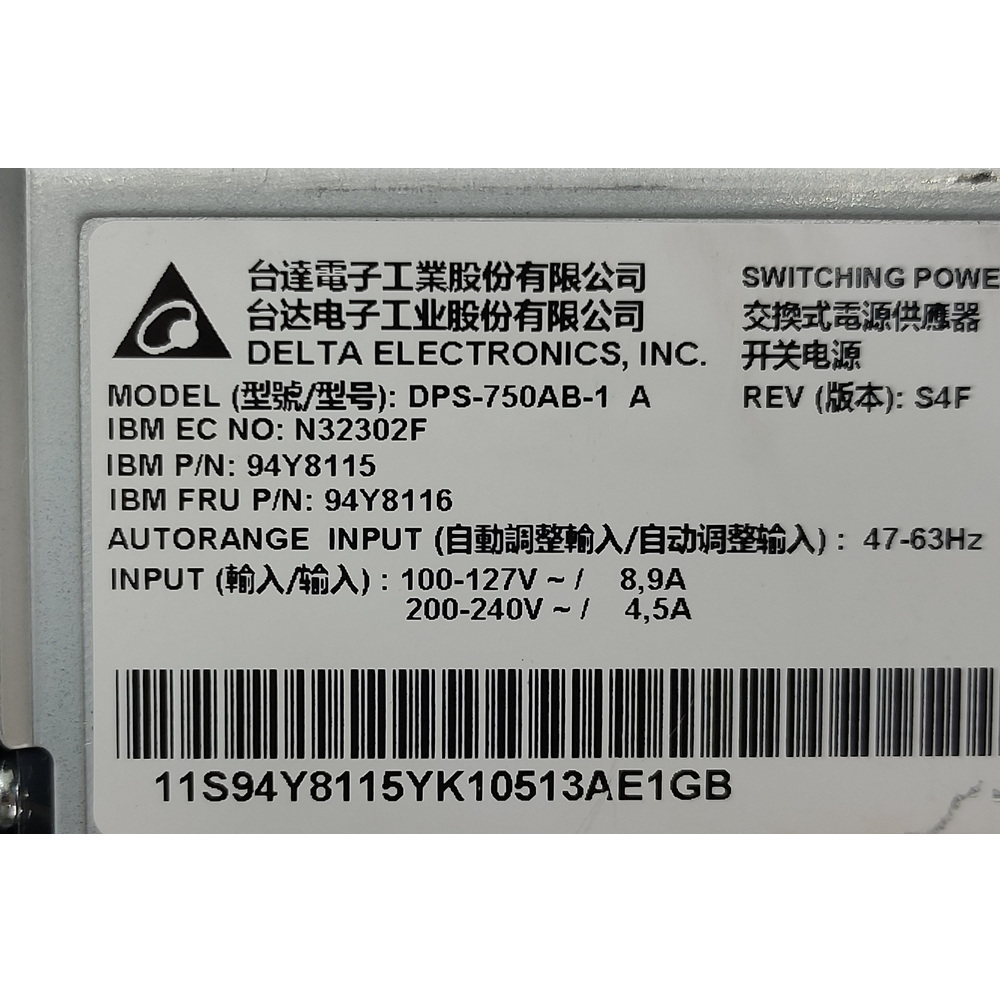 台達電子工業股份有限公司
台达电子工业股份有限公司
DELTA ELECTRONICS, INC.
SWITCHING POWE
交換式電源供應器
开关电源
MODEL (型號/型号): DPS-750AB-1 A
REV (版本): S4F
IBM EC NO: N32302F
IBM P/N: 94Y8115
IBM FRU P/N: 94Y8116
AUTORANGE INPUT (自動調整輸入/自动调整输入) : 47-63Hz
INPUT (輸入/输入) : 100-127V ~ / 8,9A
200-240V ~ / 4,5A
11S94Y8115YK10513AE1GB